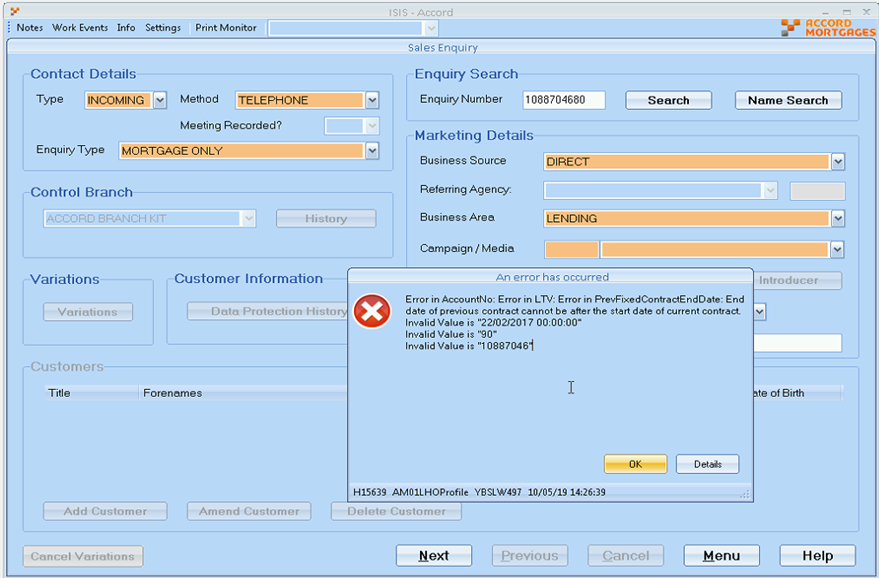 ISIS - Accord
Notes Work Events Info Settings Print Monitor
ACCORD
MORTGAGES
Sales Enquiry
Contact Details
Type INCOMING Method TELEPHONE
Meeting Recorded?
Enquiry Type MORTGAGE ONLY
Enquiry Search
Enquiry Number 1088704680 Search Name Search
Marketing Details
Business Source DIRECT
Referring Agency:
Business Area LENDING
Campaign / Media
Introducer
Control Branch
ACCORD BRANCH KIT History
Variations
Variations
Customer Information
Data Protection History
An error has occurred
Error in AccountNo: Error in LTV: Error in PrevFixedContractEndDate: End
date of previous contract cannot be after the start date of current contract.
Invalid Value is "22/02/2017 00:00:00"
Invalid Value is "90"
Invalid Value is "10887046"
OK Details
H15639 AM01LHOProfile YBSLW497 10/05/19 14:26:39
Customers
Title Forenames ate of Birth
Add Customer Amend Customer Delete Customer
Cancel Variations Next Previous Cancel Menu Help